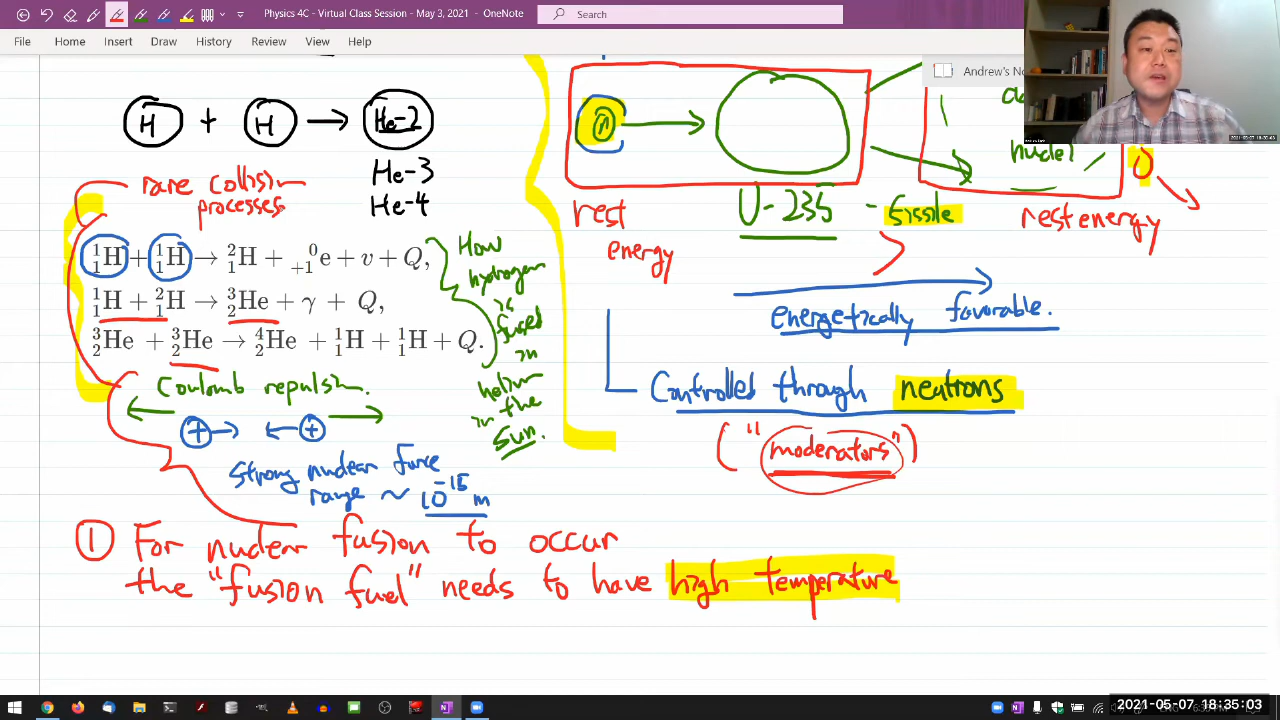 Physics 4C - Virtual Class Session - May 3, 2021 - OneNote
Search
File Home Insert Draw History Review View Help
H + H → He-2
He-3
He-4
rare collision
processes
¹₁H + ¹₁H → ²₁H + ⁰₊₁e + v + Q,
¹₁H + ²₁H → ³₂He + γ + Q,
³₂He + ³₂He → ⁴₂He + ¹₁H + ¹₁H + Q.
How
hydrogen
is
fused
in
helium
in the
Sun.
Coulomb repulsion.
+ +
strong nuclear force
range ~ 10⁻¹⁵ m
① For nuclear fusion to occur
the "fusion fuel" needs to have high temperature
n
U-235 - fissile
rest
energy
>
Andrew's No
nuclei
rest energy
energetically favorable.
Controlled through neutrons
("moderators")
2021-05-07 18:35:03